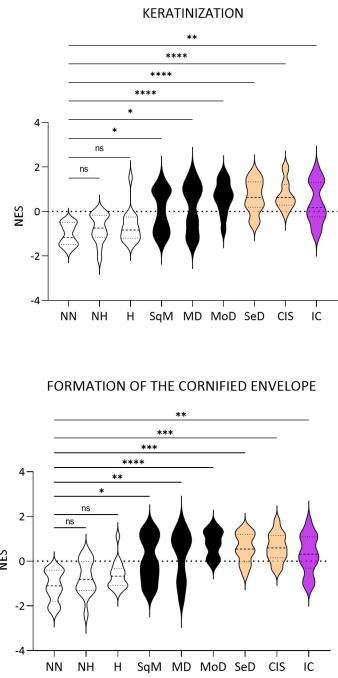 KERATINIZATION
**
****
****
****
*
*
ns
ns
4
2
0
-2
-4
NES
NN NH H SqM MD MoD SeD CIS IC
FORMATION OF THE CORNIFIED ENVELOPE
**
***
***
****
**
*
ns
ns
4
2
0
-2
-4
NES
NN NH H SqM MD MoD SeD CIS IC